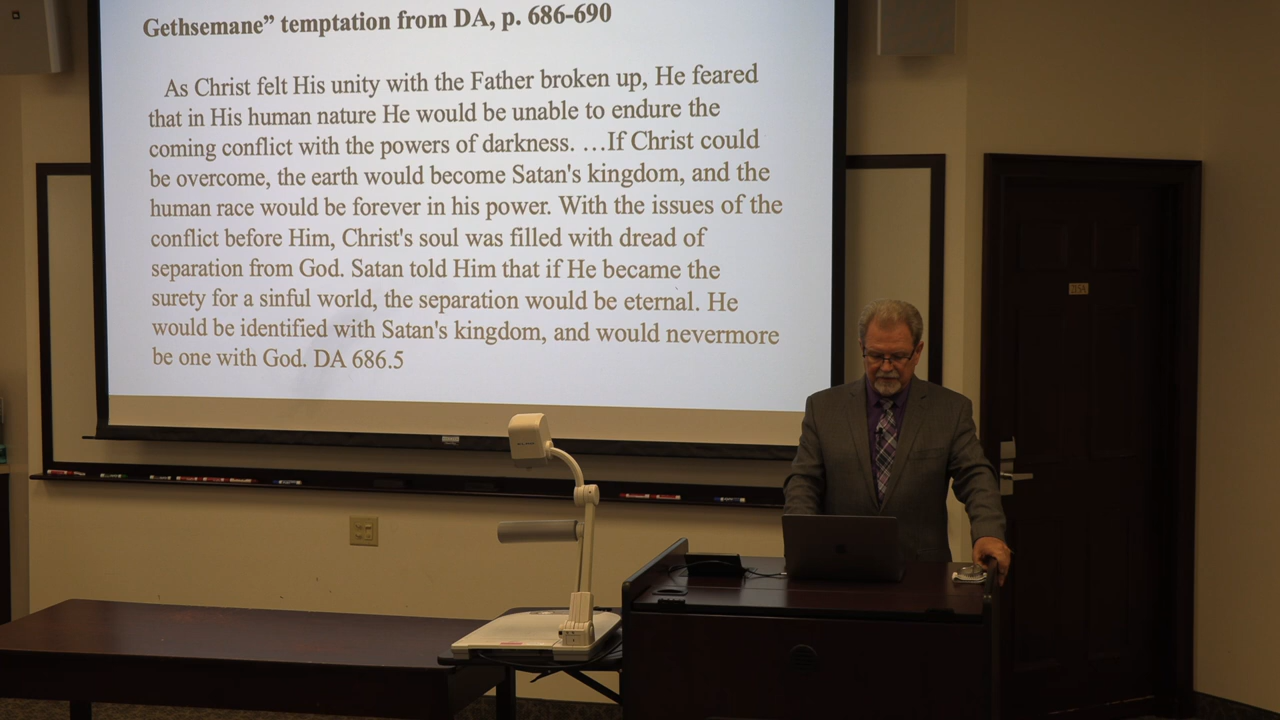 Gethsemane” temptation from DA, p. 686-690
As Christ felt His unity with the Father broken up, He feared
that in His human nature He would be unable to endure the
coming conflict with the powers of darkness. …If Christ could
be overcome, the earth would become Satan's kingdom, and the
human race would be forever in his power. With the issues of the
conflict before Him, Christ's soul was filled with dread of
separation from God. Satan told Him that if He became the
surety for a sinful world, the separation would be eternal. He
would be identified with Satan's kingdom, and would nevermore
be one with God. DA 686.5